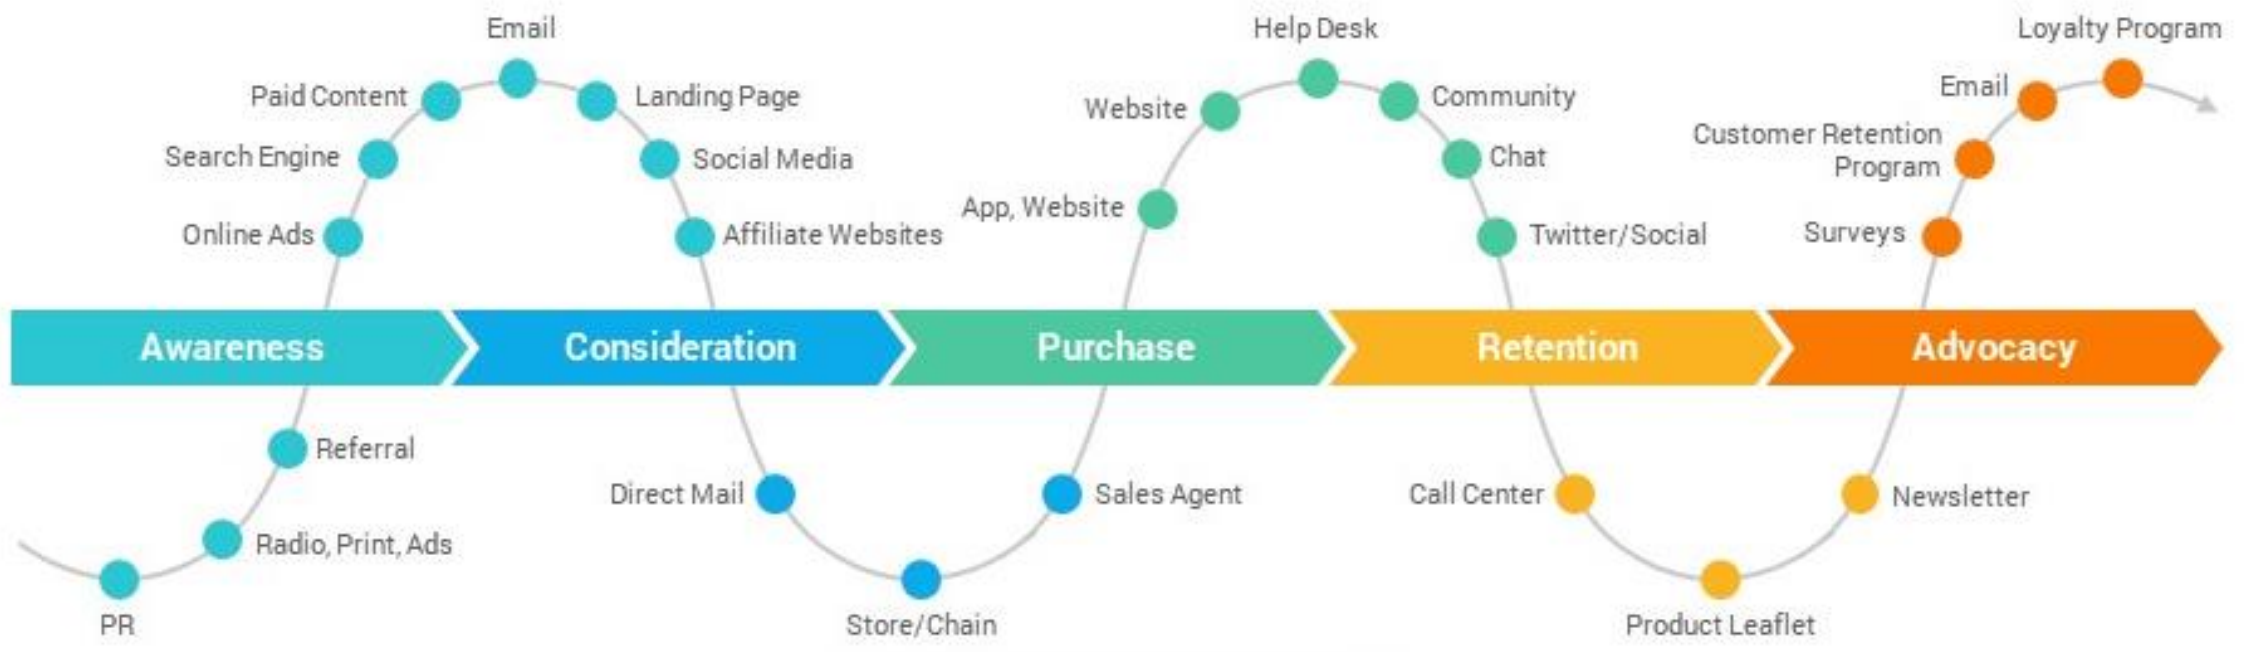 Email
Help Desk
Loyalty Program
Paid Content
Landing Page
Website
Community
Email
Search Engine
Social Media
Chat
Customer Retention
Program
Online Ads
Affiliate Websites
App, Website
Twitter/Social
Surveys
Awareness
Consideration
Purchase
Retention
Advocacy
Referral
Direct Mail
Sales Agent
Call Center
Newsletter
Radio, Print, Ads
PR
Store/Chain
Product Leaflet